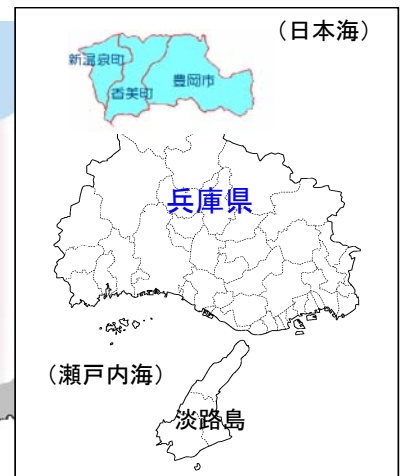 （日本海）
新温泉町
香美町
豊岡市
兵庫県
（瀬戸内海）
淡路島